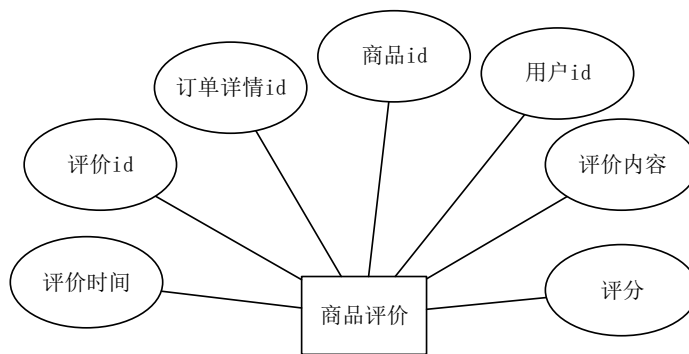 商品id
用户id
订单详情id
评价id
评价内容
评价时间
评分
商品评价